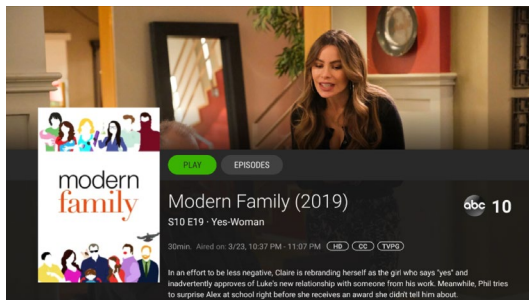 PLAY
EPISODES
modern
family
Modern Family (2019)
abc 10
S10 E19 · Yes-Woman
30min. Aired on: 3/23, 10:37 PM - 11:07 PM HD CC TVPG
In an effort to be less negative, Claire is rebranding herself as the girl who says "yes" and
inadvertently approves of Luke's new relationship with someone from his work. Meanwhile, Phil tries
to surprise Alex at school right before she receives an award she didn't tell him about.